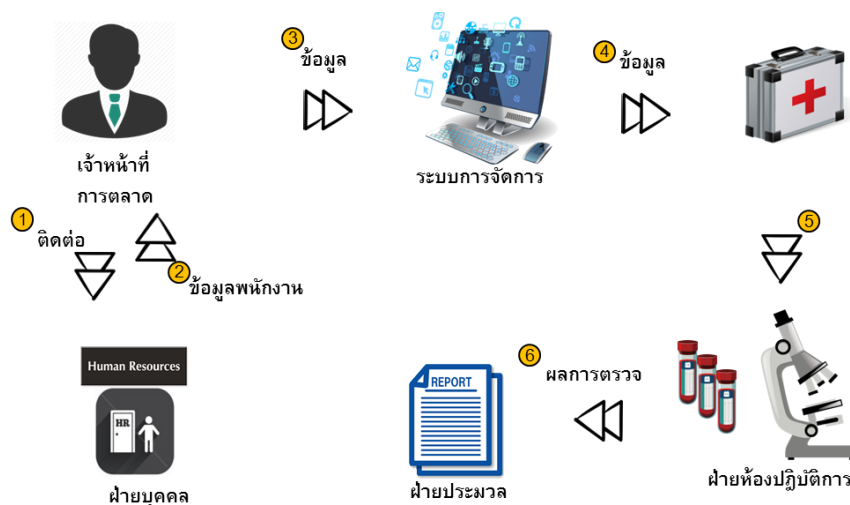 3
ข้อมูล
4
ข้อมูล
เจ้าหน้าที่
การตลาด
ระบบการจัดการ
1
ติดต่อ
2
ข้อมูลพนักงาน
5
Human Resources
HR
ฝ่ายบุคคล
6
ผลการตรวจ
REPORT
ฝ่ายประมวล
ฝ่ายห้องปฎิบัติการ